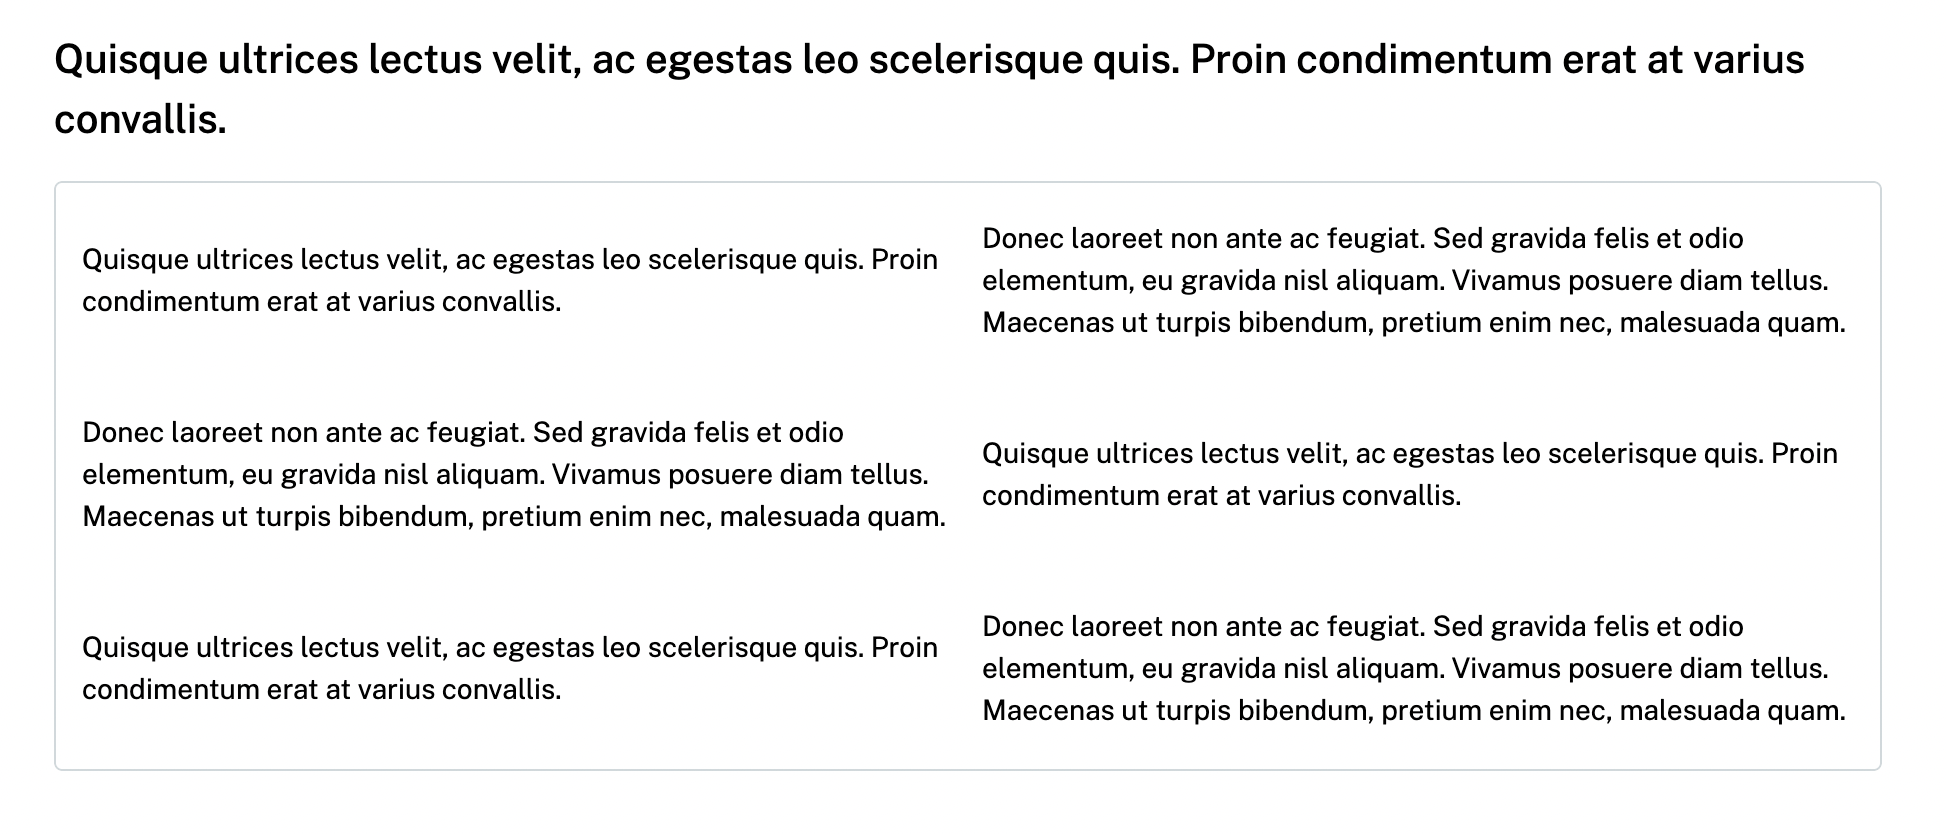 Quisque ultrices lectus velit, ac egestas leo scelerisque quis. Proin condimentum erat at varius
convallis.
Quisque ultrices lectus velit, ac egestas leo scelerisque quis. Proin
condimentum erat at varius convallis.
Donec laoreet non ante ac feugiat. Sed gravida felis et odio
elementum, eu gravida nisl aliquam. Vivamus posuere diam tellus.
Maecenas ut turpis bibendum, pretium enim nec, malesuada quam.
Donec laoreet non ante ac feugiat. Sed gravida felis et odio
elementum, eu gravida nisl aliquam. Vivamus posuere diam tellus.
Maecenas ut turpis bibendum, pretium enim nec, malesuada quam.
Quisque ultrices lectus velit, ac egestas leo scelerisque quis. Proin
condimentum erat at varius convallis.
Quisque ultrices lectus velit, ac egestas leo scelerisque quis. Proin
condimentum erat at varius convallis.
Donec laoreet non ante ac feugiat. Sed gravida felis et odio
elementum, eu gravida nisl aliquam. Vivamus posuere diam tellus.
Maecenas ut turpis bibendum, pretium enim nec, malesuada quam.